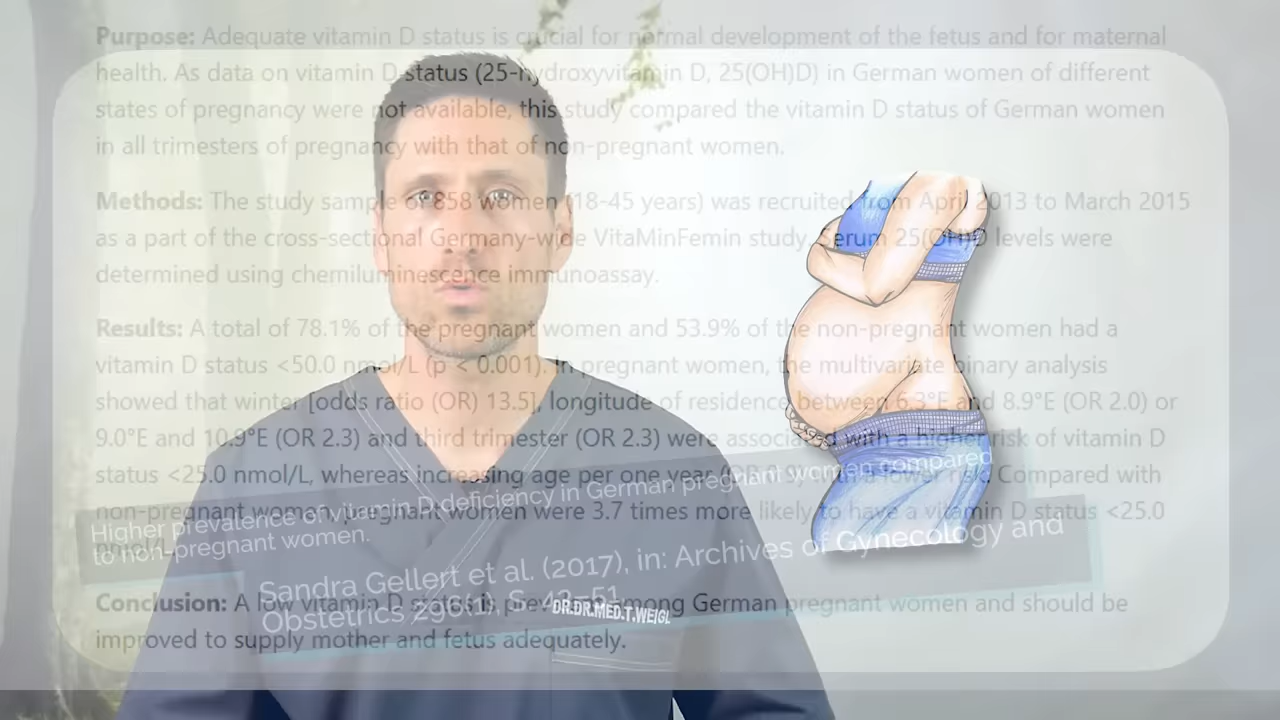 Purpose: Adequate vitamin D status is crucial for normal development of the fetus and for maternal
health. As data on vitamin D status (25-hydroxyvitamin D, 25(OH)D) in German women of different
states of pregnancy were not available, this study compared the vitamin D status of German women
in all trimesters of pregnancy with that of non-pregnant women.
Methods: The study sample women (18-45 years) was recruited from April 2013 to March 2015
as a part of the cross-sectional Germany-wide VitaMinFemin study. Serum 25(OH)D levels were
determined using chemiluminescence immunoassay.
Results: A total of 78.1% of the pregnant women and 53.9% of the non-pregnant women had a
vitamin D status <50.0 nmol/L (p < 0.001). pregnant women, the multivariate binary analysis
showed that winter [odds ratio (OR) 13.5], longitude of residence between and 8.9°E (OR 2.0) or
9.0°E and (OR 2.3) and third trimester (OR 2.3) were associated with a higher risk of vitamin D
status <25.0 nmol/L, whereas increasing age per one year Compared with
non-pregnant women, pregnant women were 3.7 times more likely to have a vitamin D status <25.0
nmol/L
Higher prevalence of vitamin D deficiency in German pregnant women compared
to non-pregnant women.
Sandra Gellert et al. (2017), in: Archives of Gynecology and
Obstetrics 296(1), S. 43-51
DR.DR.MED.T.WEIGL
Conclusion: A low vitamin D status is among German pregnant women and should be
improved to supply mother and fetus adequately.